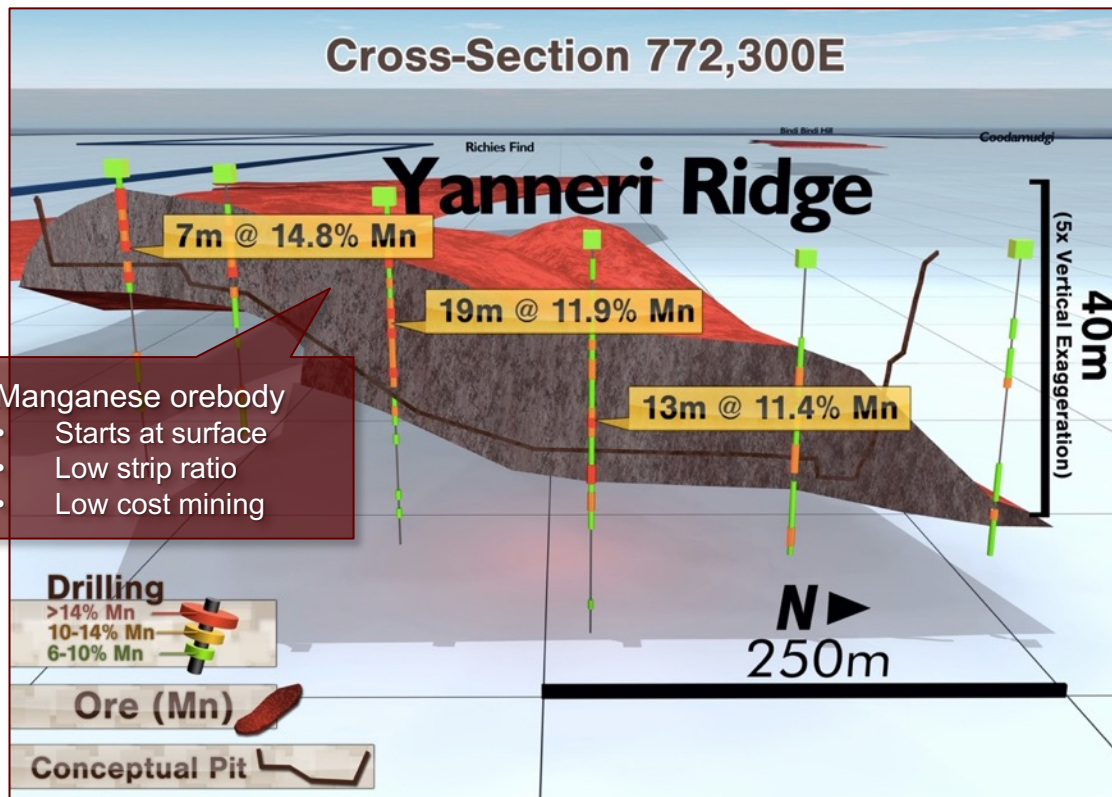 Cross-Section 772,300E
Richies Find
Bindi Bindi Hill
Coodamudgi
Yanneri Ridge
7m @ 14.8% Mn
19m @ 11.9% Mn
13m @ 11.4% Mn
40m
(5x Vertical Exaggeration)
Manganese orebody
• Starts at surface
• Low strip ratio
• Low cost mining
Drilling
>14% Mn
10-14% Mn
6-10% Mn
Ore (Mn)
Conceptual Pit
N
250m